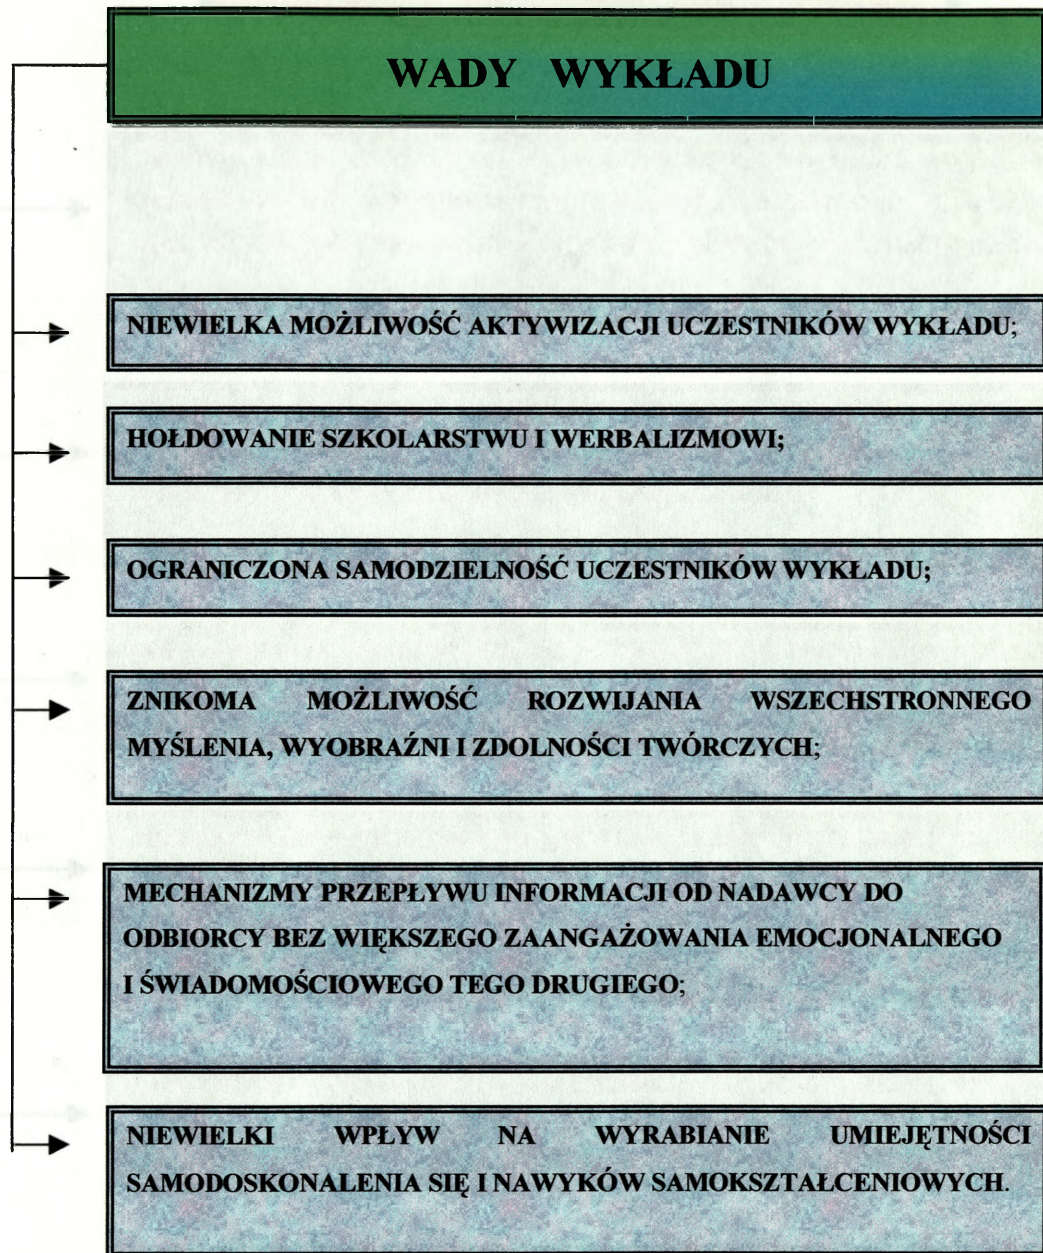 WADY WYKŁADU
NIEWIELKA MOŻLIWOŚĆ AKTYWIZACJI UCZESTNIKÓW WYKŁADU;
HOŁDOWANIE SZKOLARSTWU I WERBALIZMOWI;
OGRANICZONA SAMODZIELNOŚĆ UCZESTNIKÓW WYKŁADU;
ZNIKOMA MOŻLIWOŚĆ ROZWIJANIA WSZECHSTRONNEGO
MYŚLENIA, WYOBRAŹNI I ZDOLNOŚCI TWÓRCZYCH;
MECHANIZMY PRZEPŁYWU INFORMACJI OD NADAWCY DO
ODBIORCY BEZ WIĘKSZEGO ZAANGAŻOWANIA EMOCJONALNEGO
I ŚWIADOMOŚCIOWEGO TEGO DRUGIEGO;
NIEWIELKI WPŁYW NA WYRABIANIE UMIEJĘTNOŚCI
SAMODOSKONALENIA SIĘ I NAWYKÓW SAMOKSZTAŁCENIOWYCH.